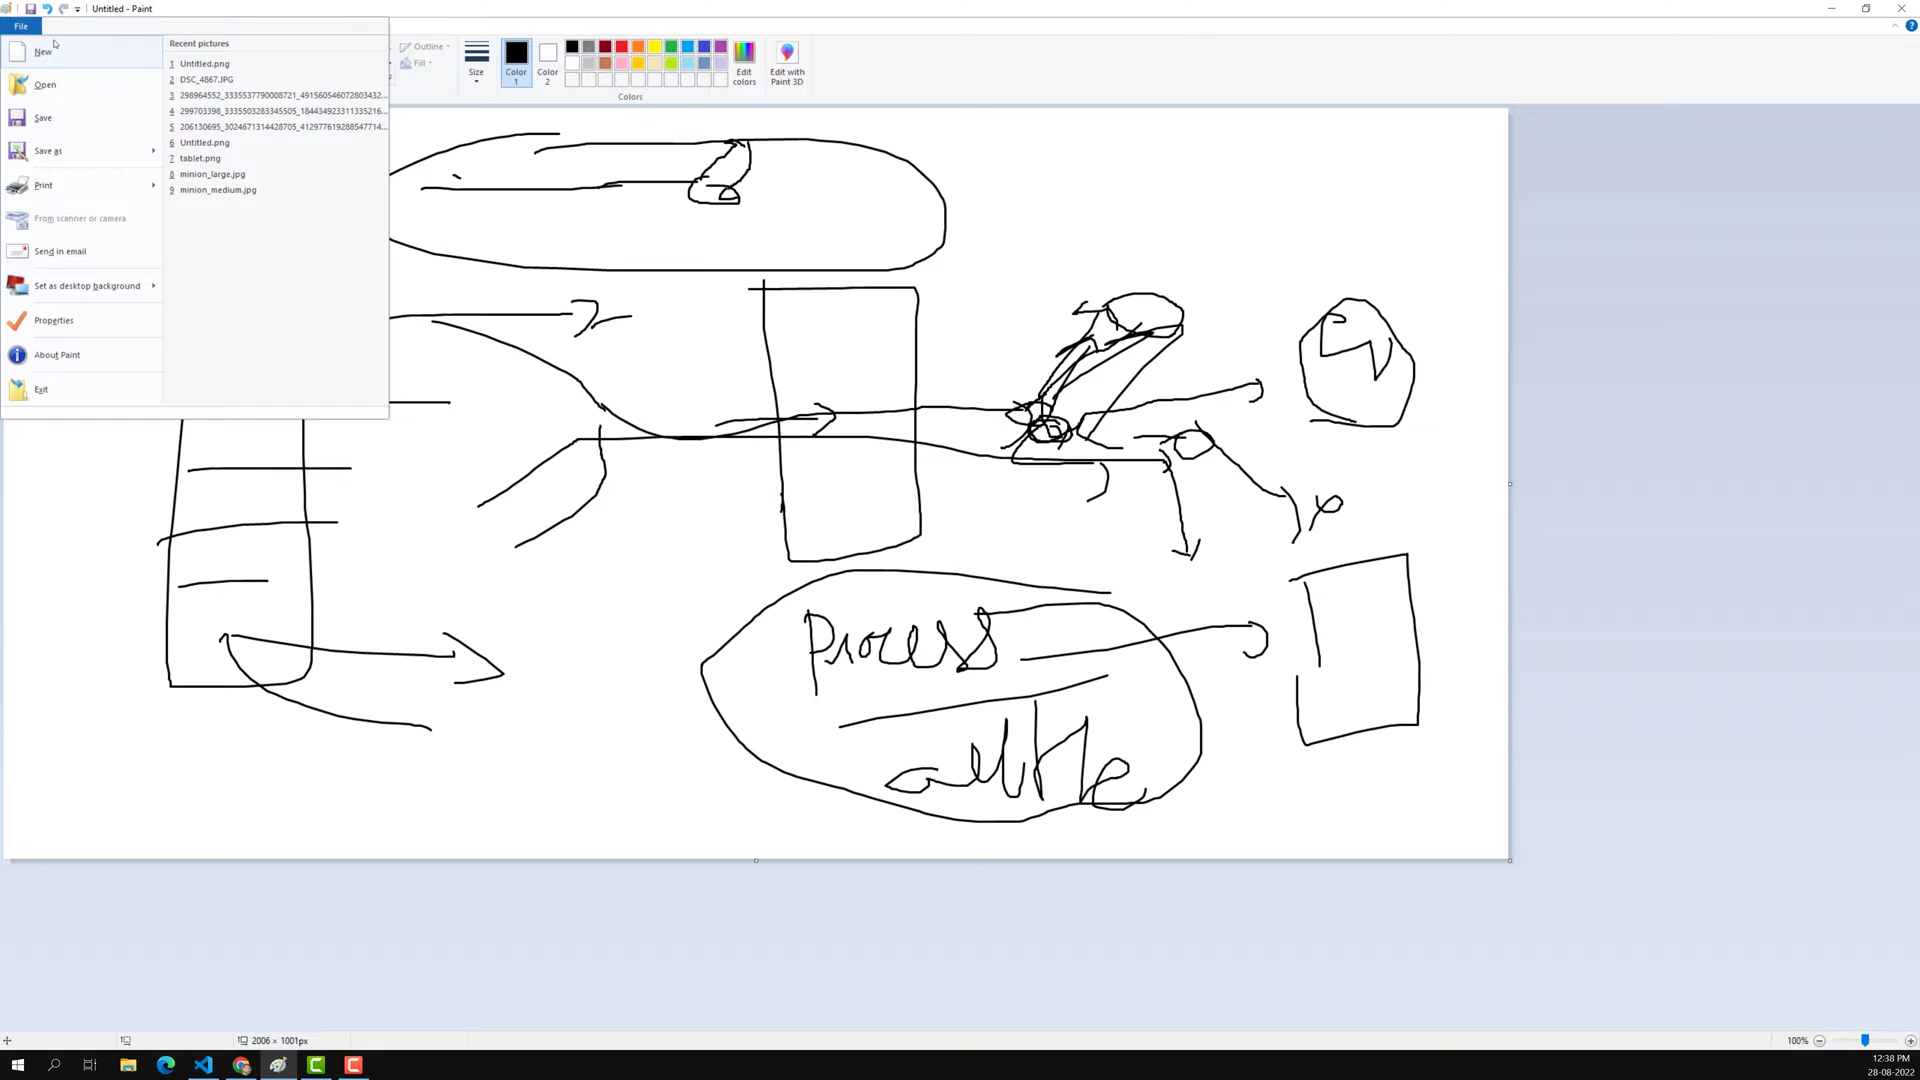 Untitled - Paint
File
New
Open
Save
Save as
Print
From scanner or camera
Send in email
Set as desktop background
Properties
About Paint
Exit
Recent pictures
1 Untitled.png
2 DSC_4867.JPG
3 298964552_3335537790008721_491560546072803432...
4 299703398_3335503283345505_184434923311335216...
5 206130695_3024671314428705_412977619288547714...
6 Untitled.png
7 tablet.png
8 minion_large.jpg
9 minion_medium.jpg
Outline
Fill
Size
Color 1
Color 2
Edit colors
Edit with Paint 3D
Colors
Process
2006 × 1001px
100%
12:38 PM
28-08-2022